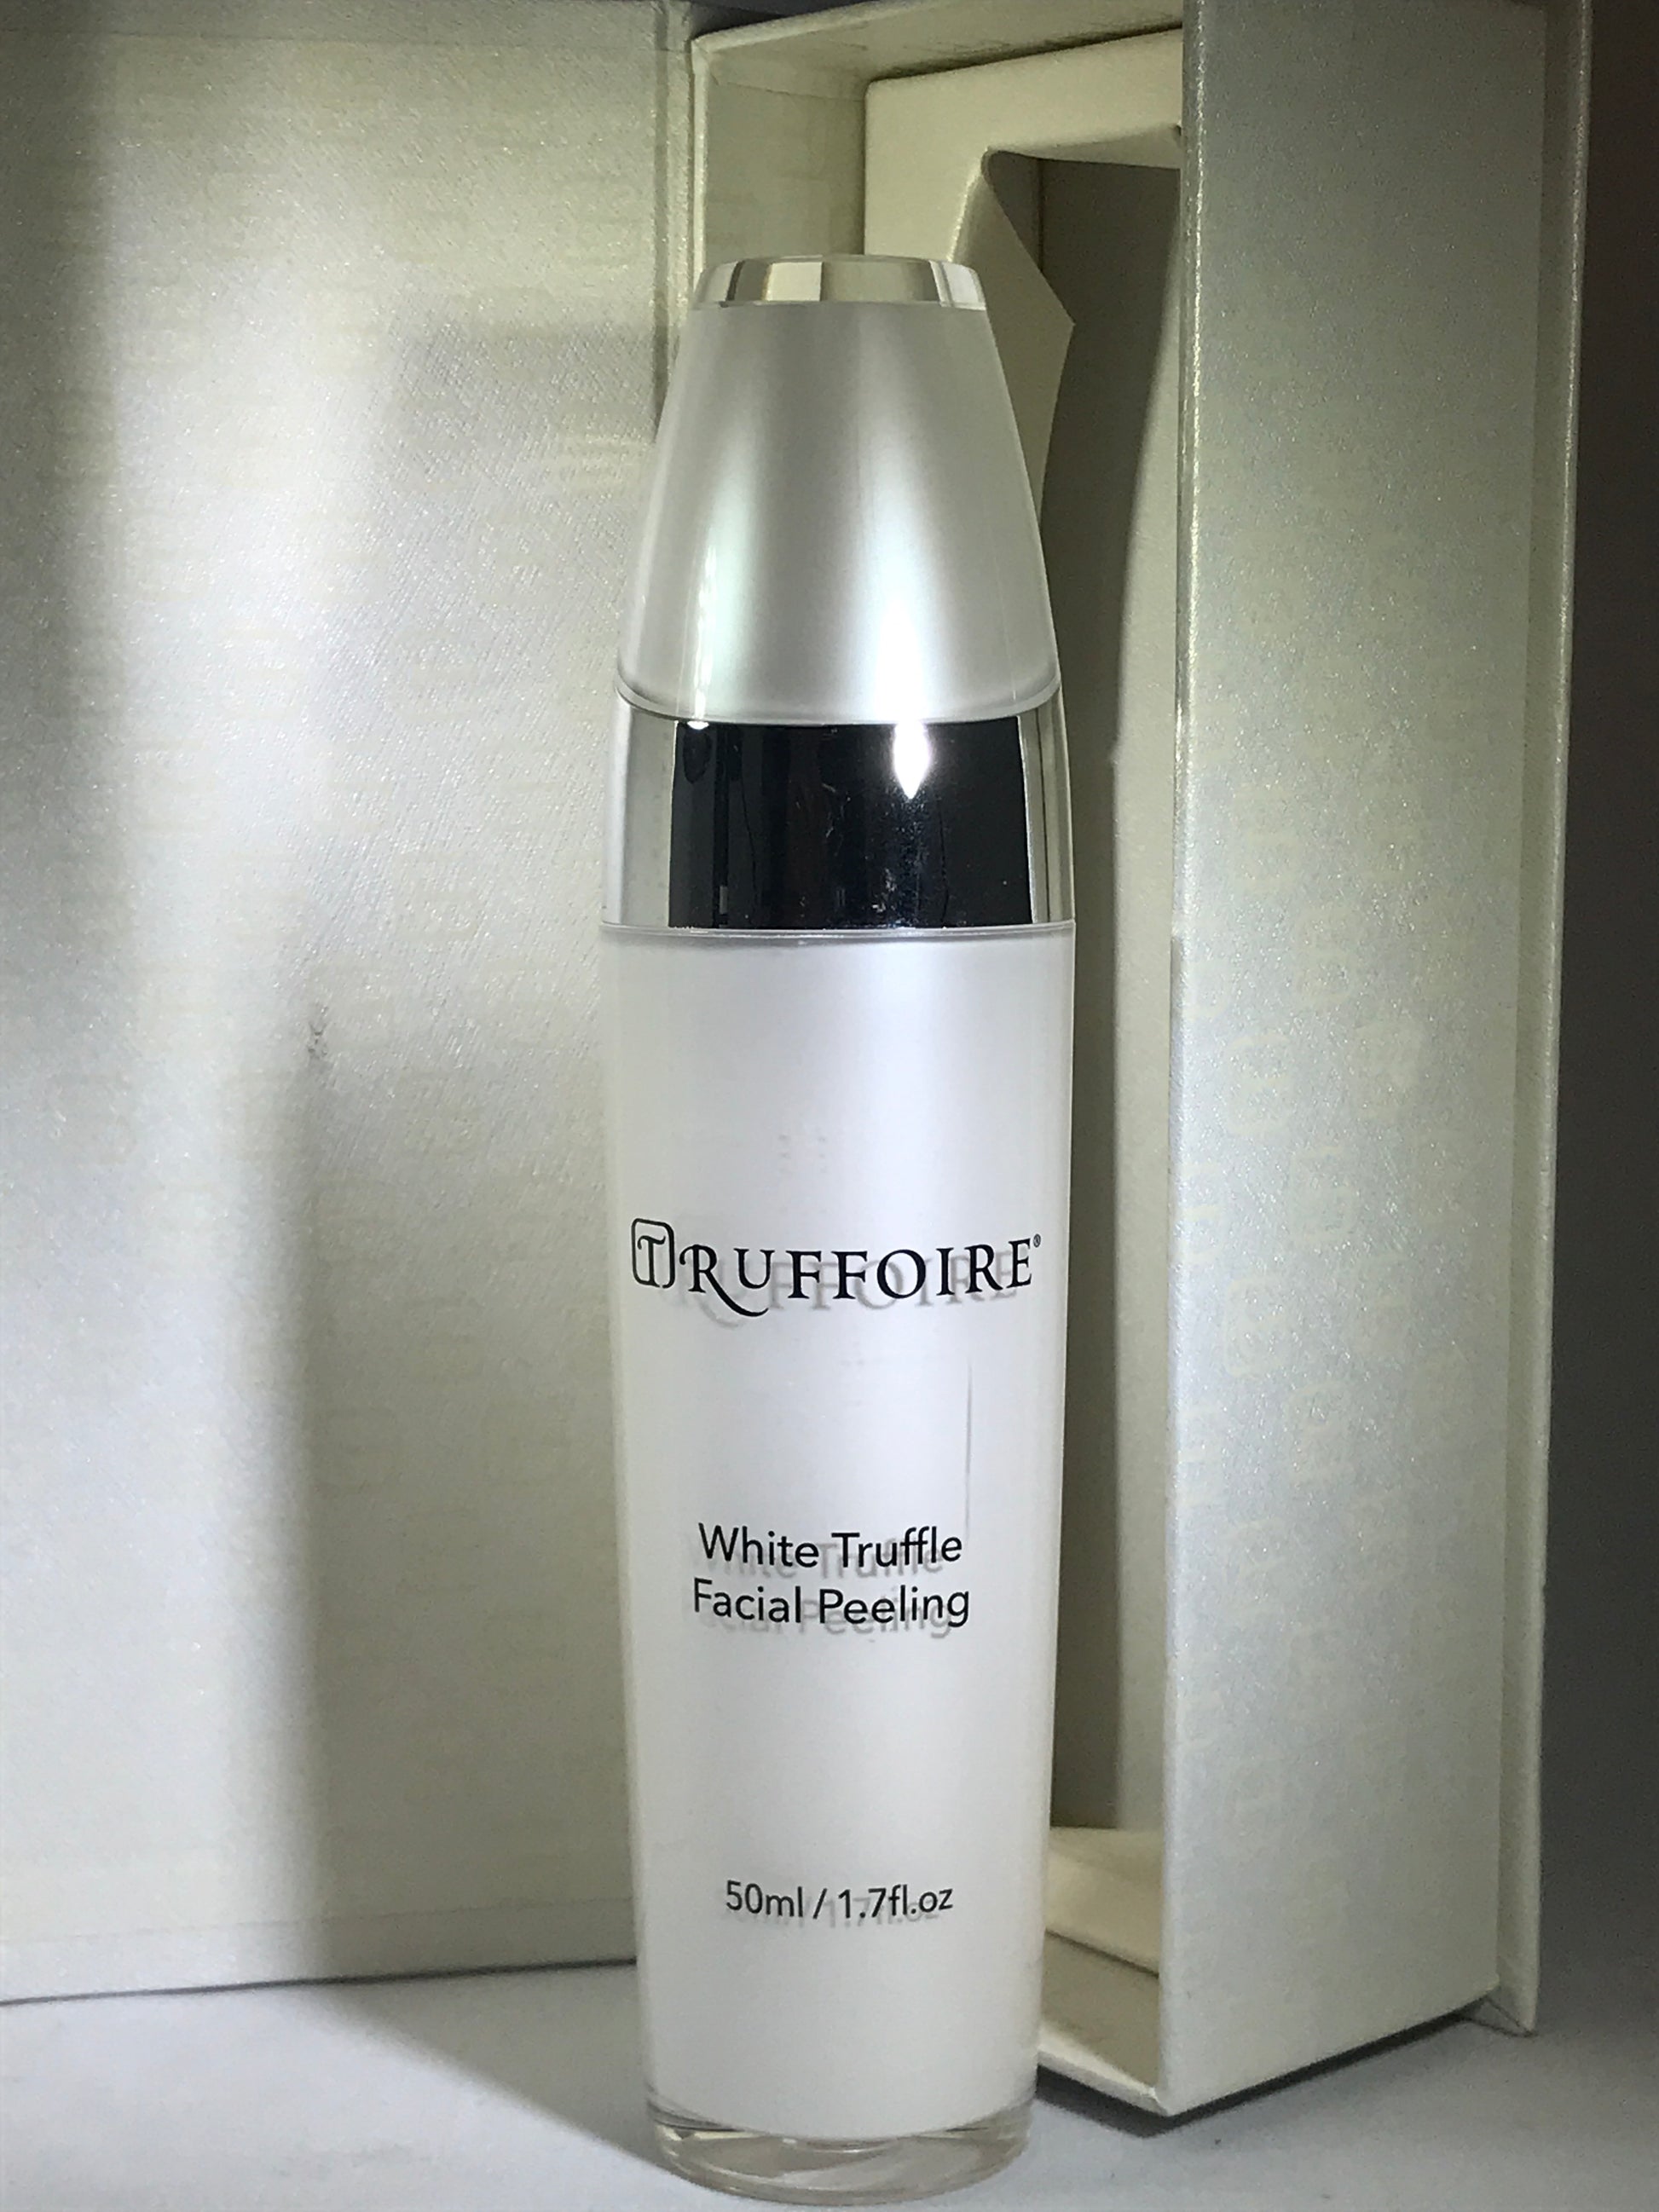 TRUFFOIRE®
White Truffle
Facial Peeling
50ml / 1.7fl.oz